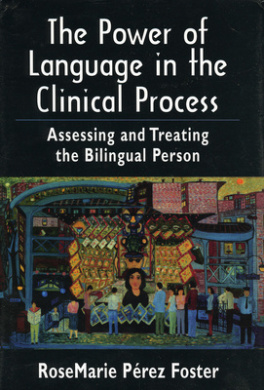 The Power of
Language in the
Clinical Process
Assessing and Treating
the Bilingual Person
RoseMarie Pérez Foster